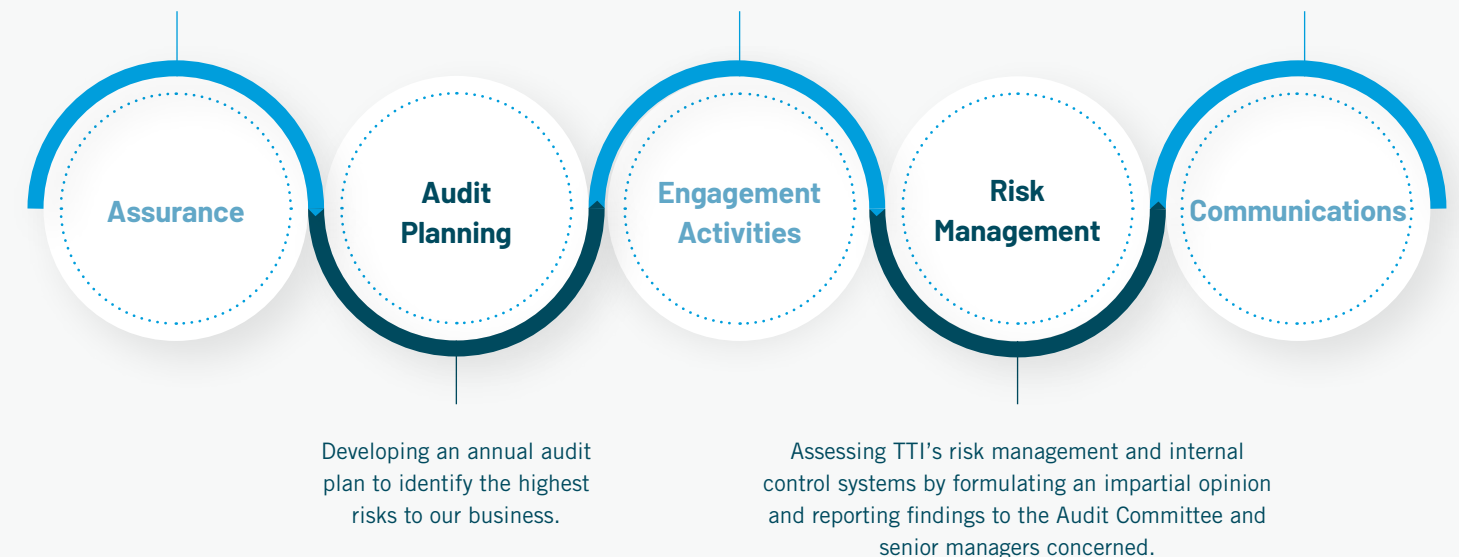 Assurance
Audit
Planning
Engagement
Activities
Risk
Management
Communications
Developing an annual audit
plan to identify the highest
risks to our business.
Assessing TTI’s risk management and internal
control systems by formulating an impartial opinion
and reporting findings to the Audit Committee and
senior managers concerned.